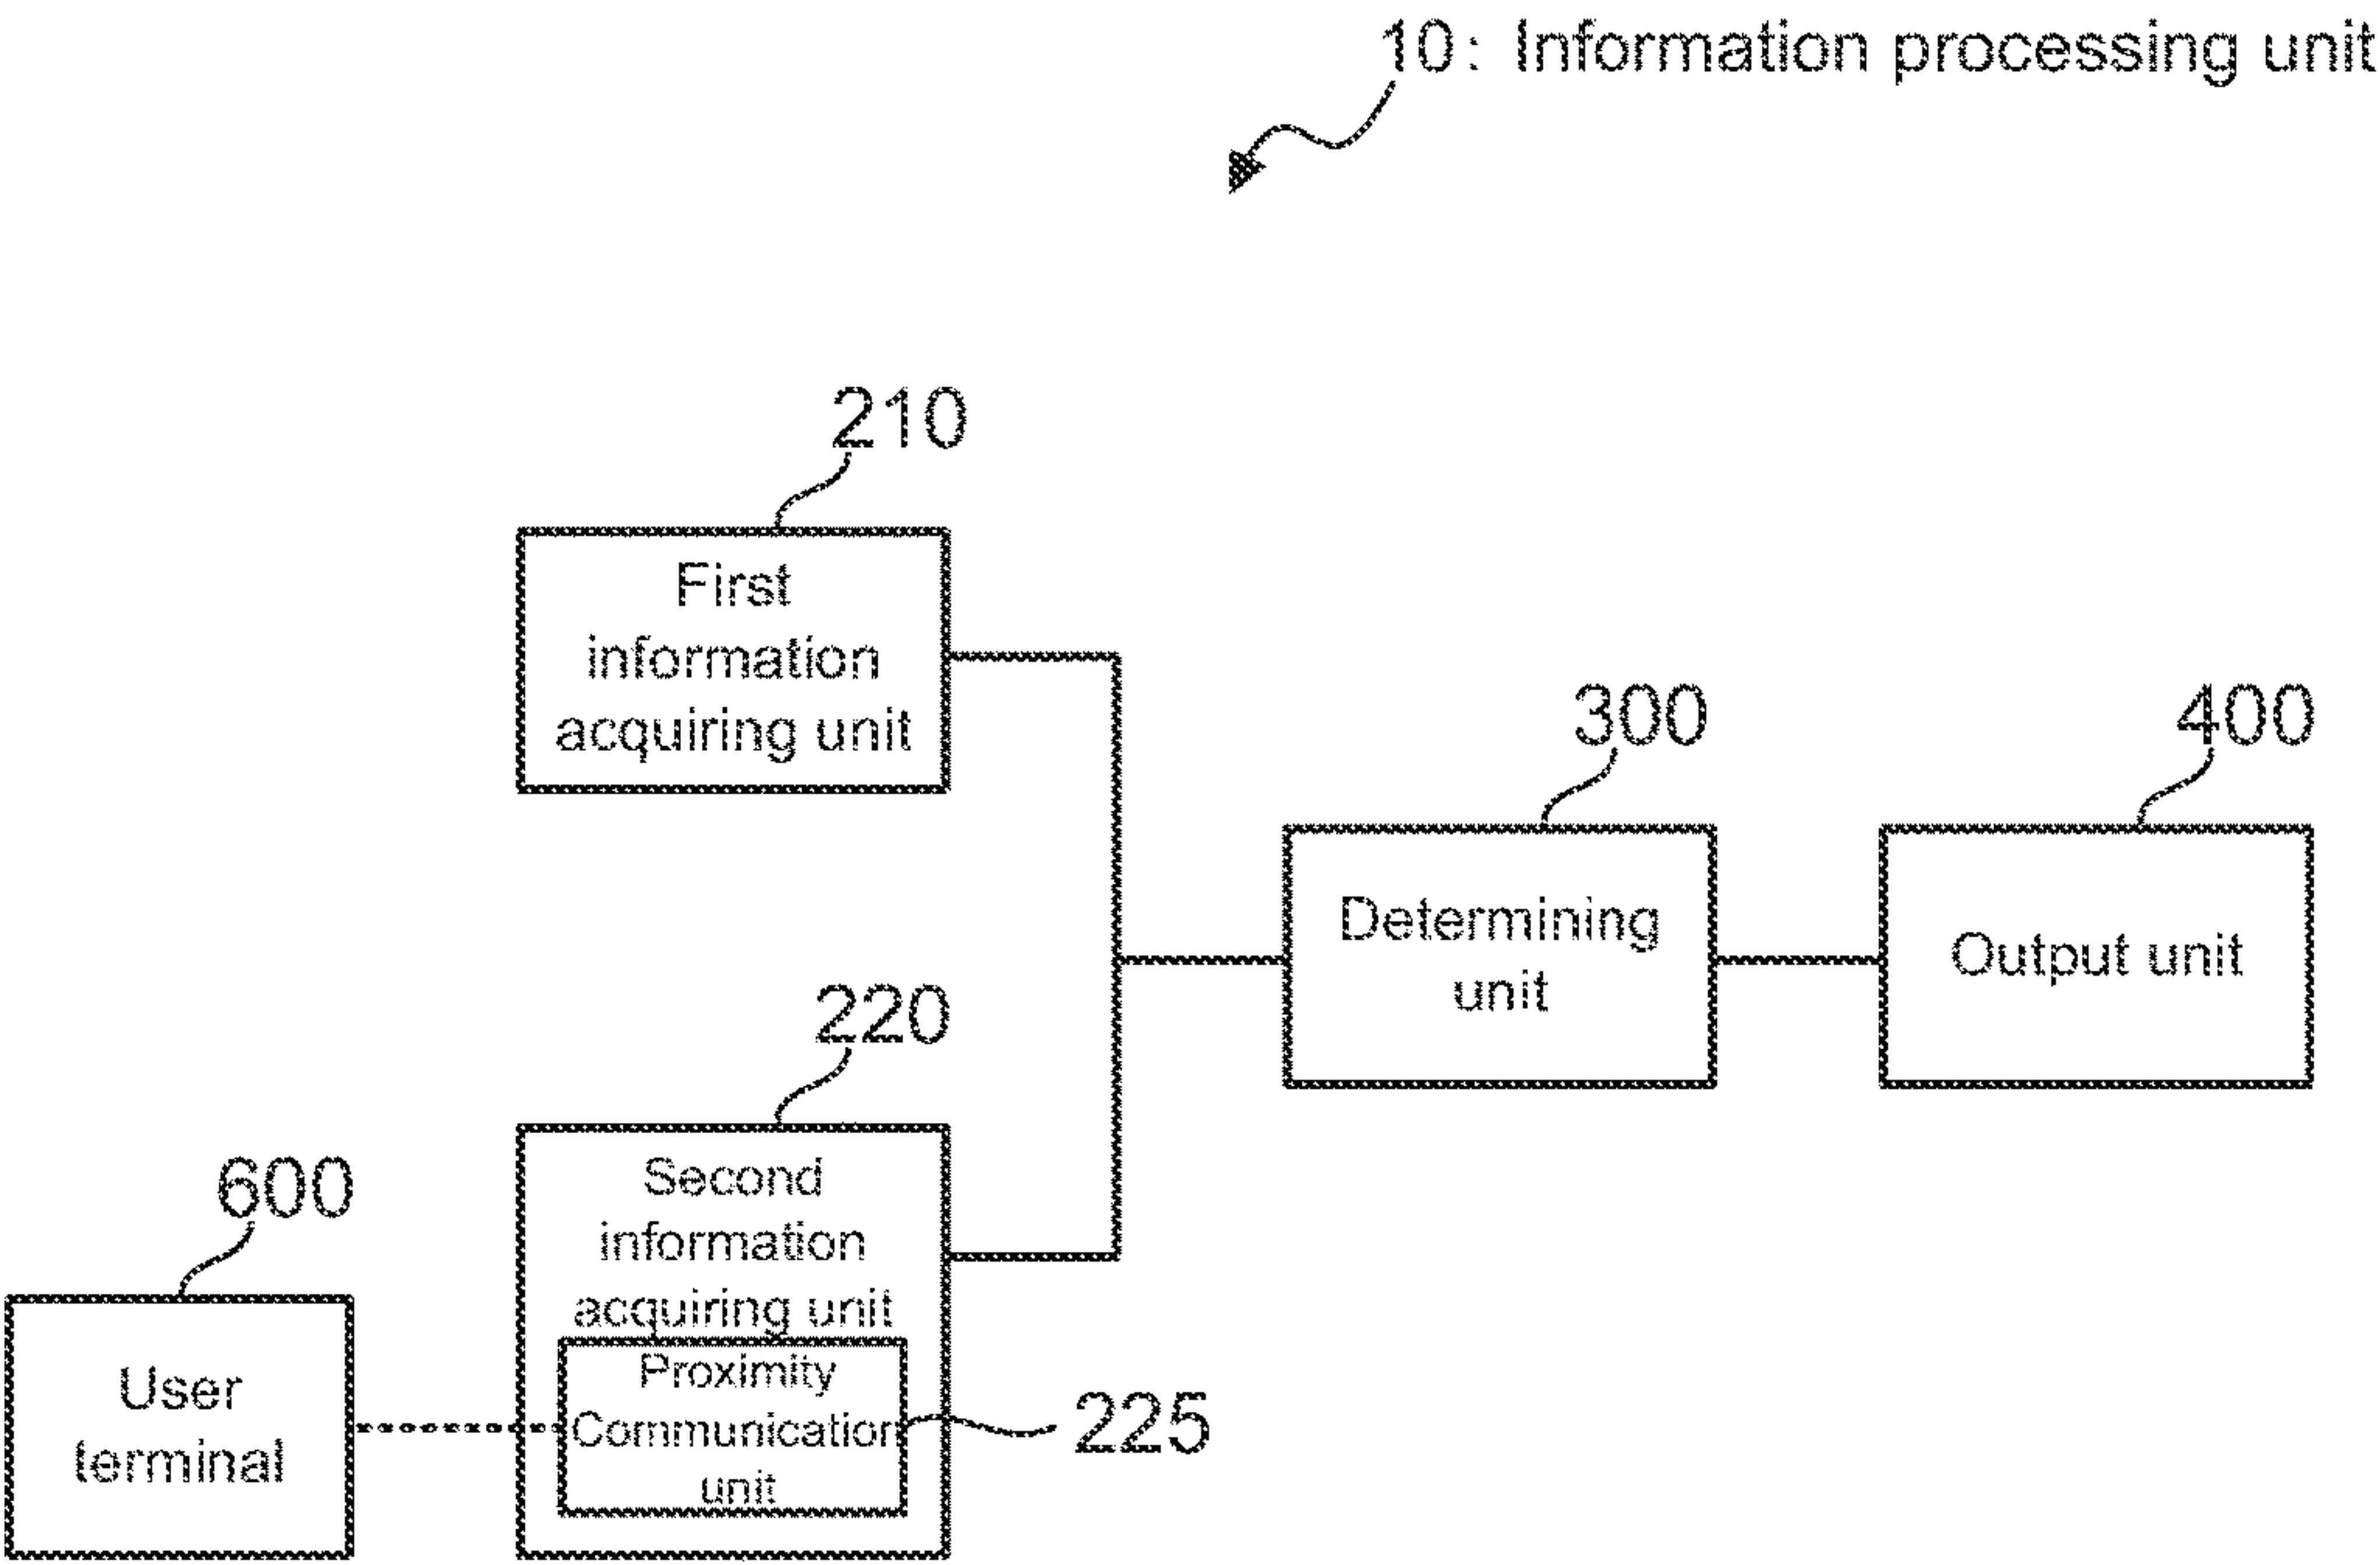 10: Information processing unit
210
First
information
acquiring unit
300
Determining
unit
400
Output unit
220
Second
information
acquiring unit
Proximity
Communication
unit
225
600
User
terminal